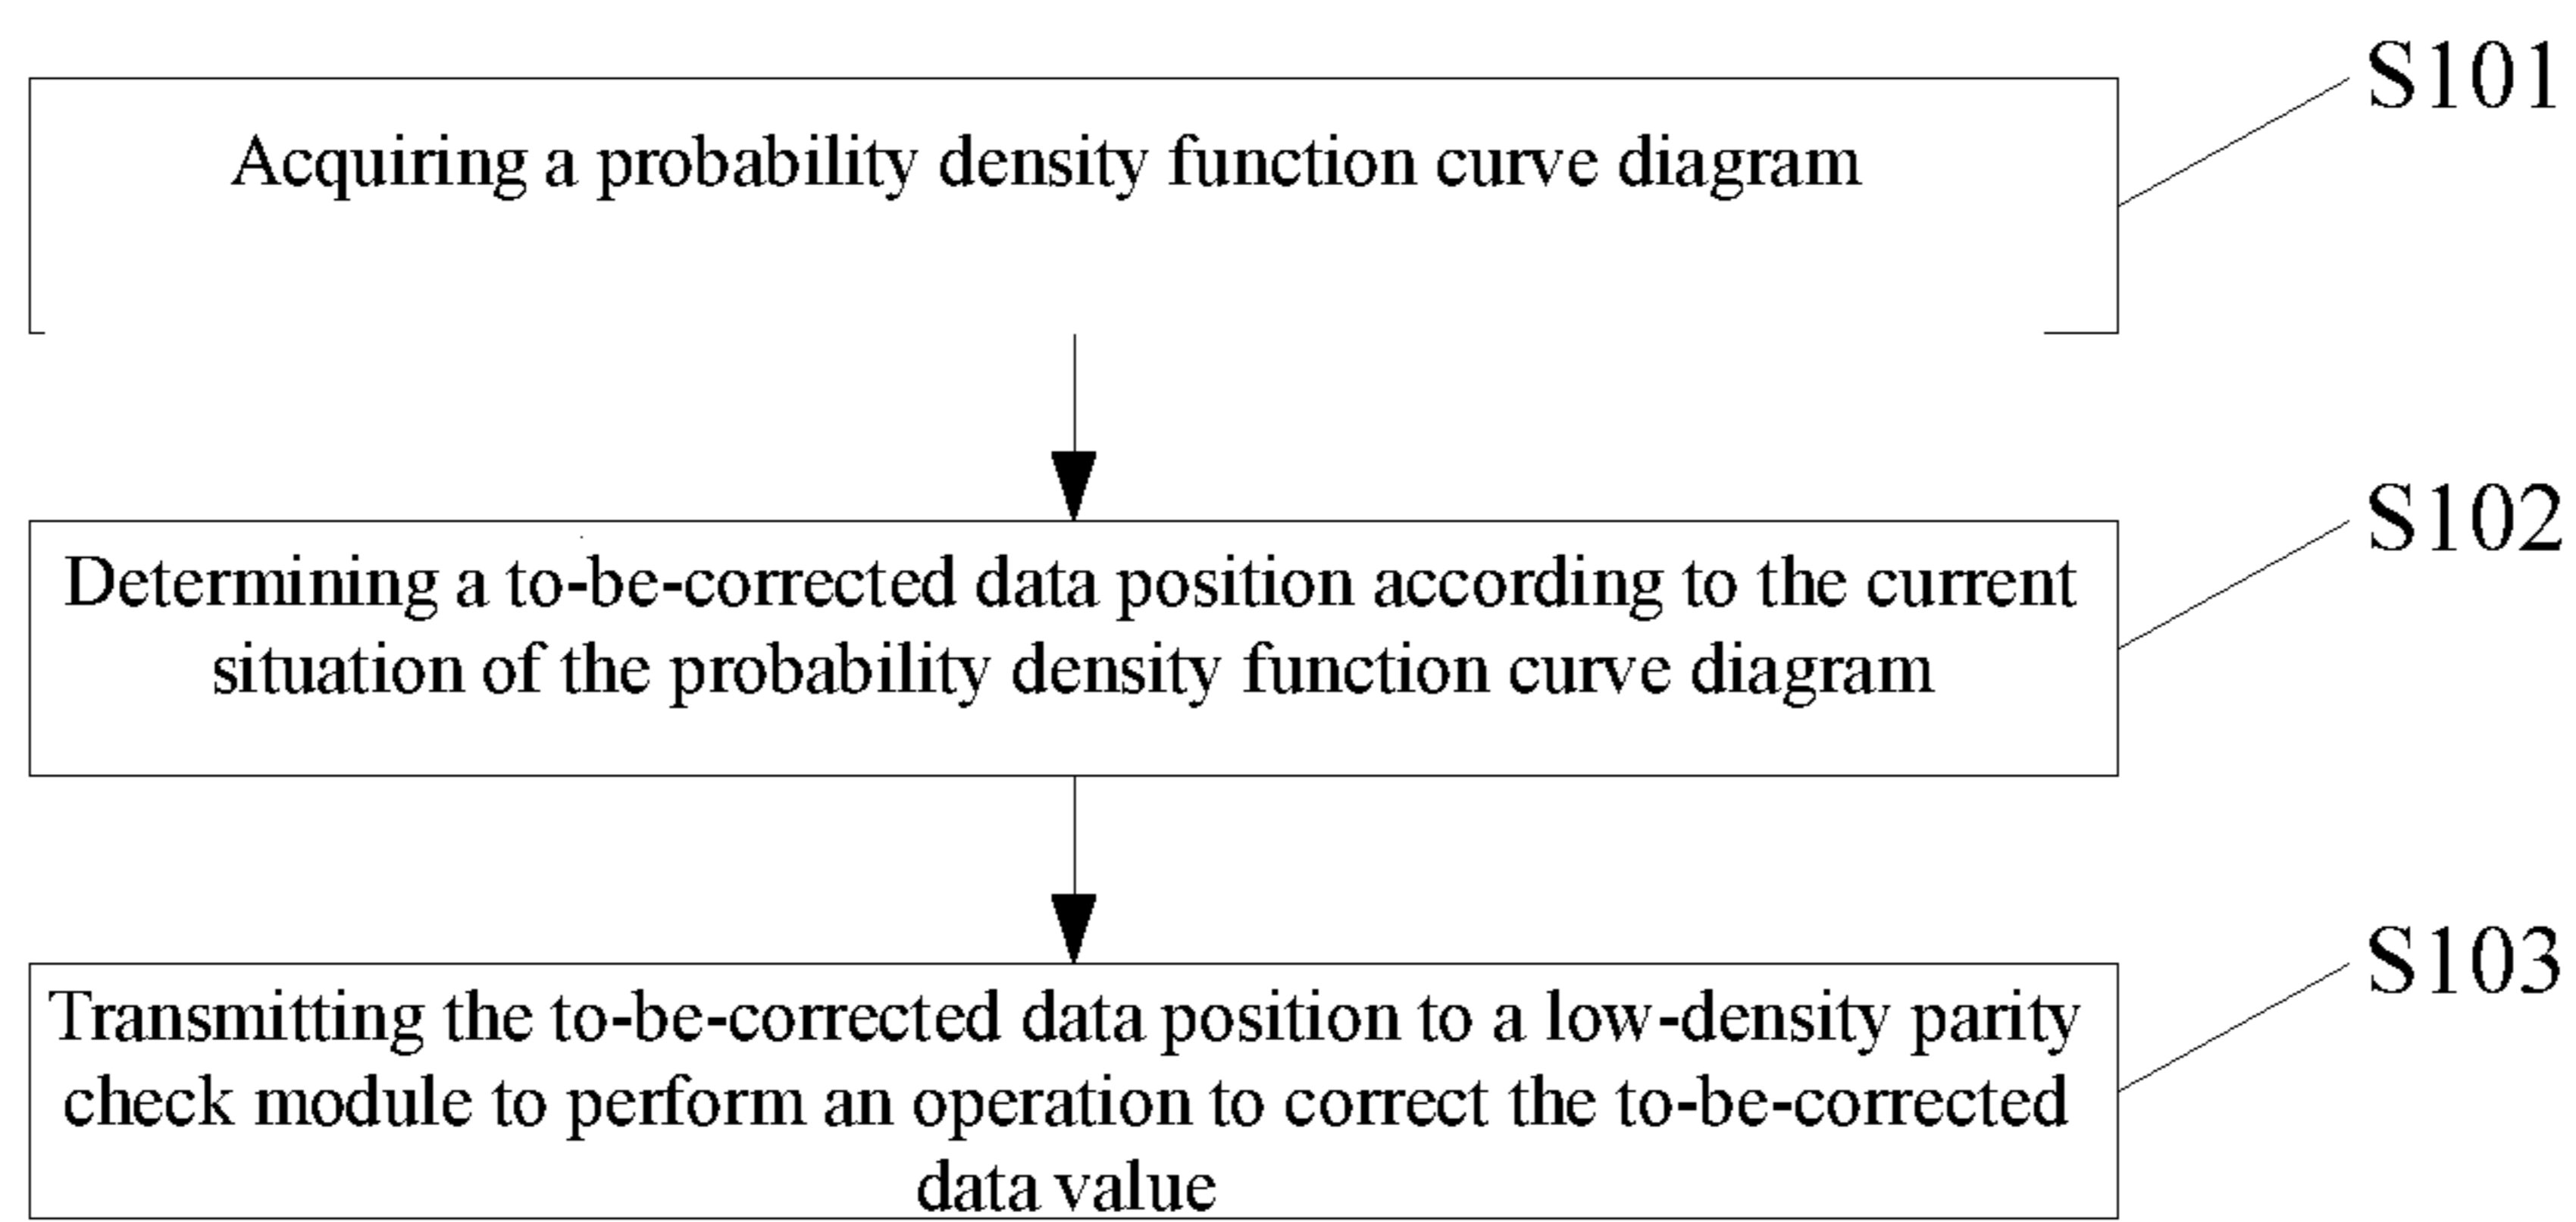 S101
Acquiring a probability density function curve diagram
S102
Determining a to-be-corrected data position according to the current
situation of the probability density function curve diagram
S103
Transmitting the to-be-corrected data position to a low-density parity
check module to perform an operation to correct the to-be-corrected
data value